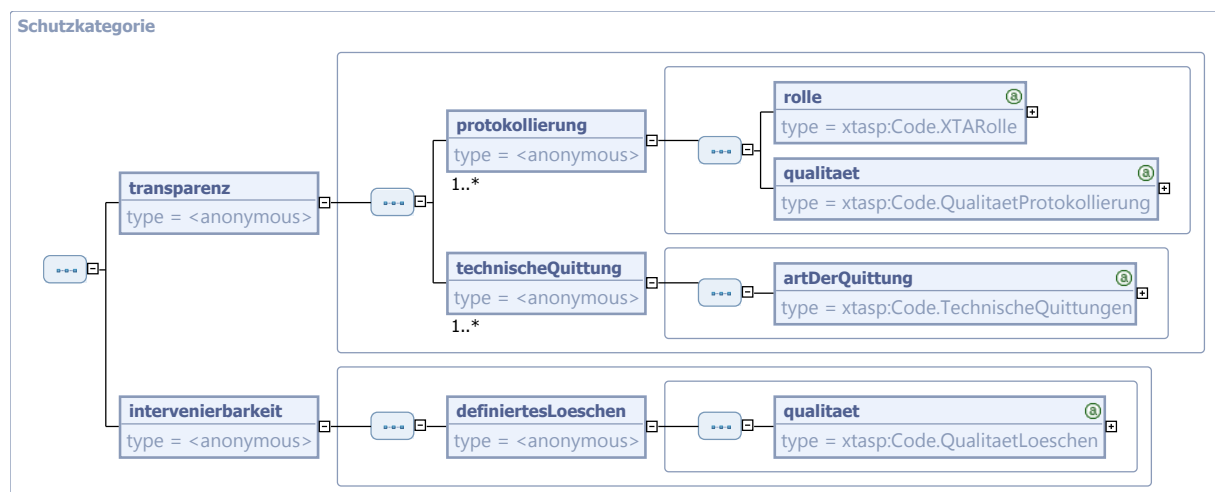 Schutzkategorie
rolle
type = xtasp:Code.XTARolle
protokollierung
type = <anonymous>
1..*
qualitaet
type = xtasp:Code.QualitaetProtokollierung
transparenz
type = <anonymous>
technischeQuittung
type = <anonymous>
1..*
artDerQuittung
type = xtasp:Code.TechnischeQuittungen
intervenierbarkeit
type = <anonymous>
definiertesLoeschen
type = <anonymous>
qualitaet
type = xtasp:Code.QualitaetLoeschen